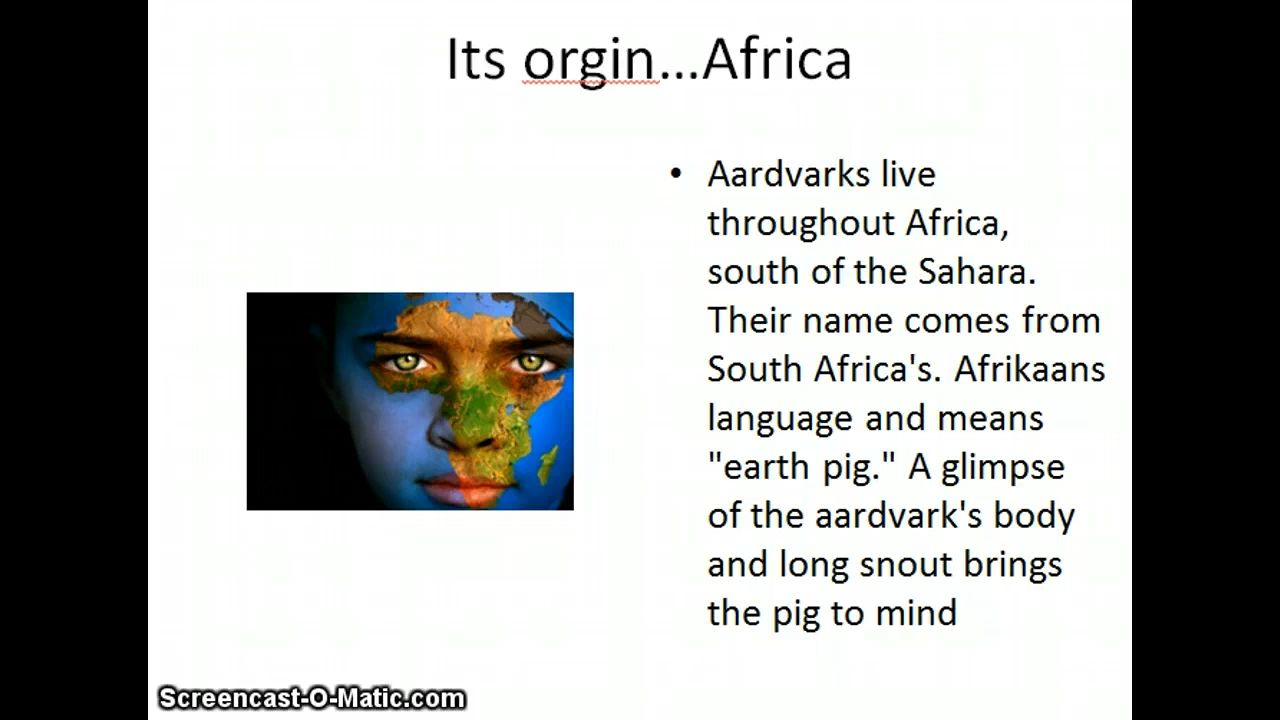 Its orgin...Africa
• Aardvarks live
throughout Africa,
south of the Sahara.
Their name comes from
South Africa's. Afrikaans
language and means
"earth pig." A glimpse
of the aardvark's body
and long snout brings
the pig to mind
Screencast-O-Matic.com